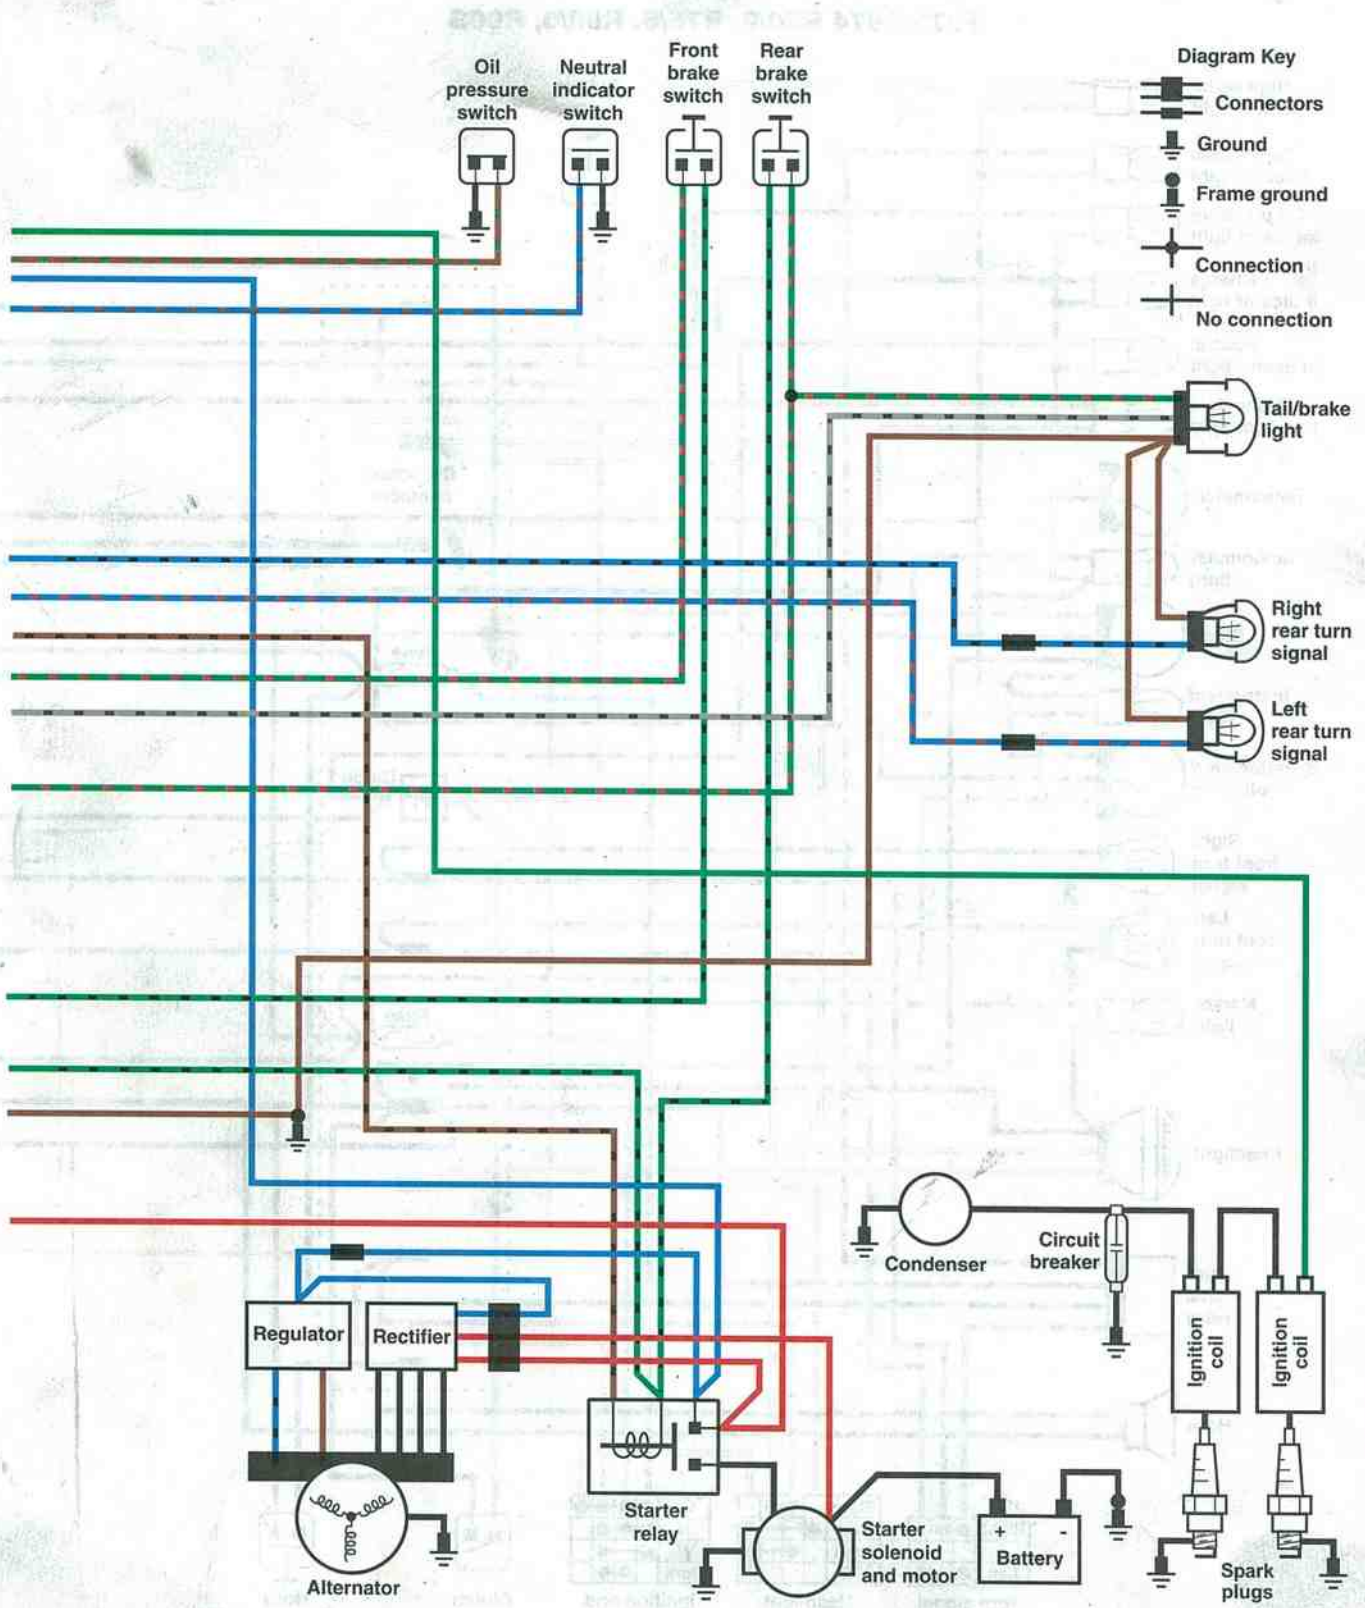 Oil
pressure
switch
Neutral
indicator
switch
Front
brake
switch
Rear
brake
switch
Diagram Key
Connectors
Ground
Frame ground
Connection
No connection
Tail/brake
light
Right
rear turn
signal
Left
rear turn
signal
Condenser
Circuit
breaker
Regulator
Rectifier
Ignition
coil
Ignition
coil
Starter
relay
Starter
solenoid
and motor
+ -
Battery
Alternator
Spark
plugs